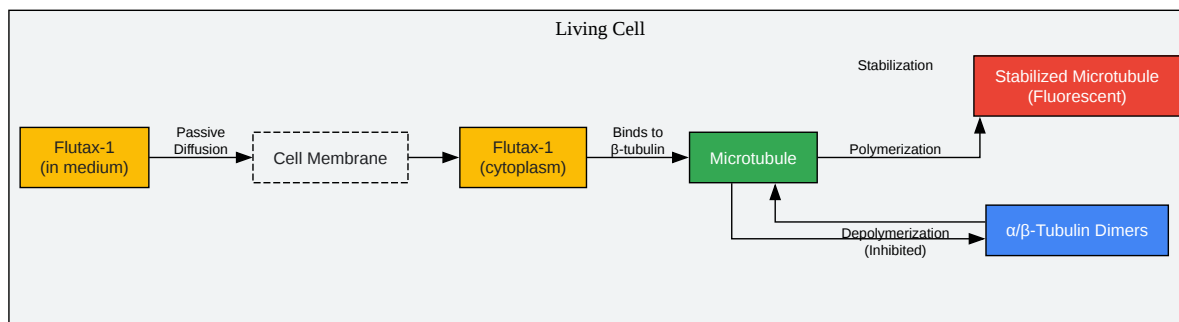 Living Cell
Stabilization
Stabilized Microtubule
(Fluorescent)
Flutax-1
(in medium)
Passive
Diffusion
Cell Membrane
Flutax-1
(cytoplasm)
Binds to
β-tubulin
Microtubule
Polymerization
Depolymerization
(Inhibited)
α/β-Tubulin Dimers